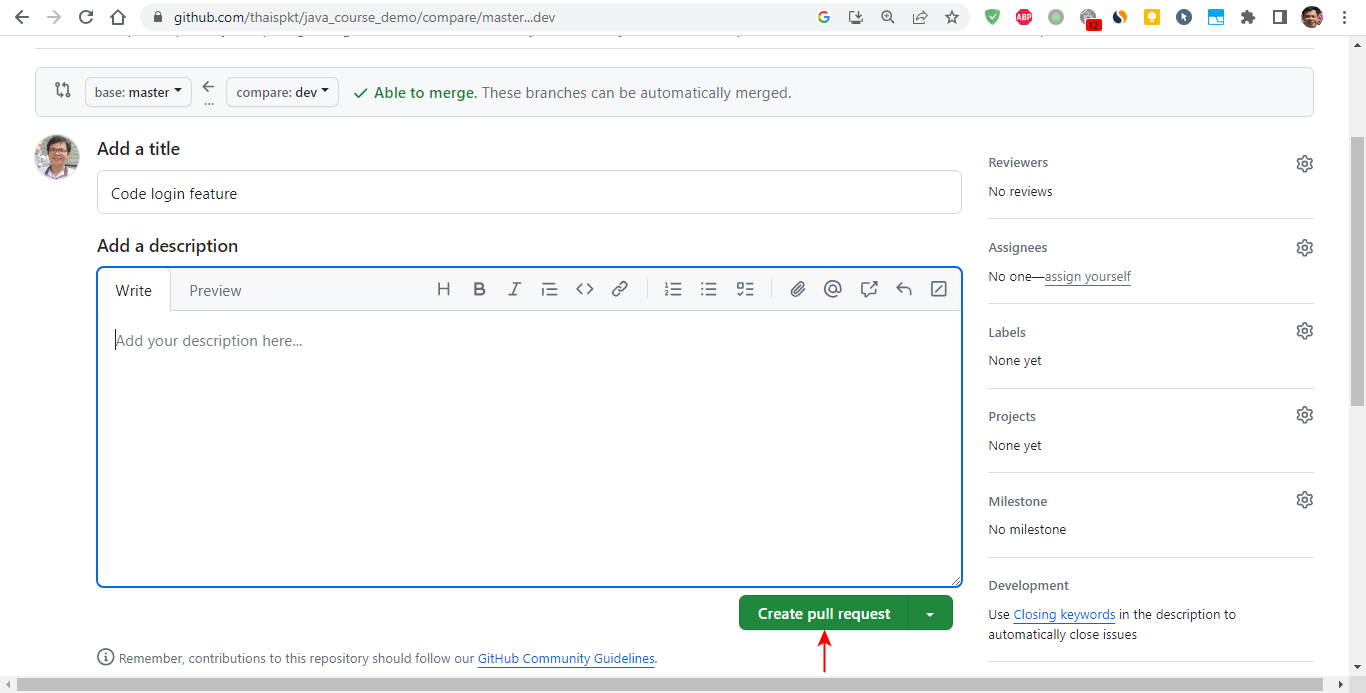 github.com/thaispkt/java_course_demo/compare/master...dev
ABP
12
base: master
...
compare: dev
Able to merge. These branches can be automatically merged.
Add a title
Code login feature
Add a description
Write Preview
Add your description here...
Create pull request
Remember, contributions to this repository should follow our GitHub Community Guidelines.
Reviewers
No reviews
Assignees
No one—assign yourself
Labels
None yet
Projects
None yet
Milestone
No milestone
Development
Use Closing keywords in the description to
automatically close issues